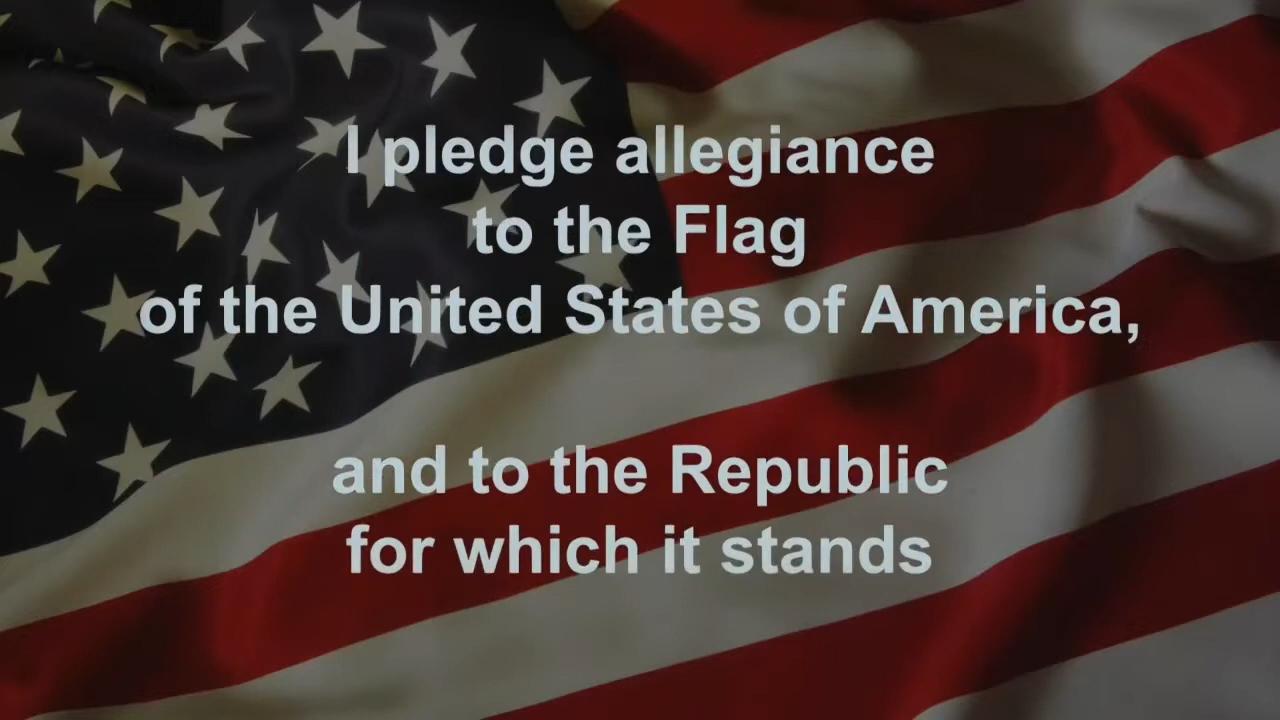 I pledge allegiance
to the Flag
of the United States of America,
and to the Republic
for which it stands